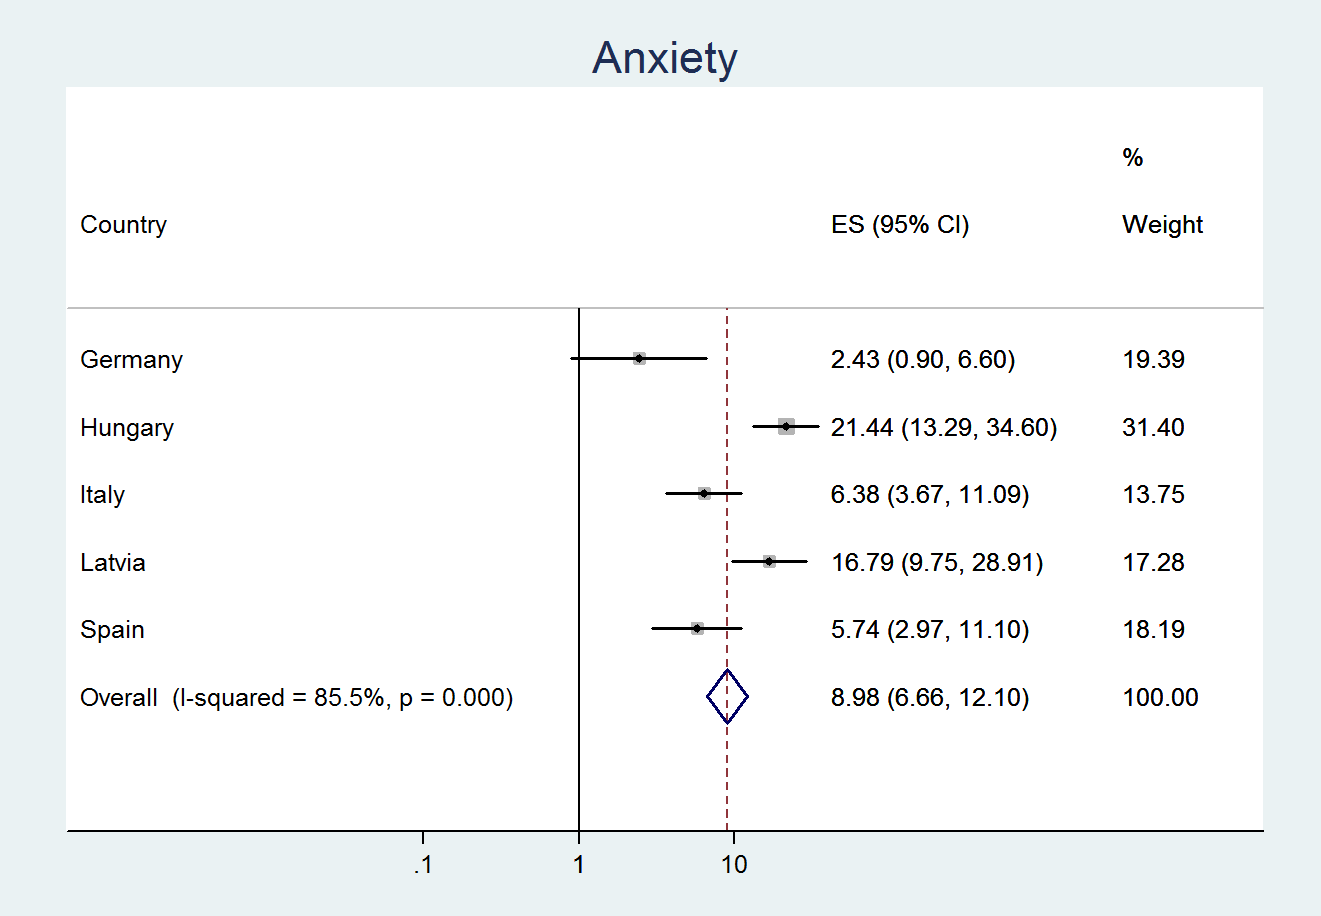 Anxiety
%
Country ES (95% CI) Weight
Germany 2.43 (0.90, 6.60) 19.39
Hungary 21.44 (13.29, 34.60) 31.40
Italy 6.38 (3.67, 11.09) 13.75
Latvia 16.79 (9.75, 28.91) 17.28
Spain 5.74 (2.97, 11.10) 18.19
Overall (I-squared = 85.5%, p = 0.000) 8.98 (6.66, 12.10) 100.00
.1 1 10